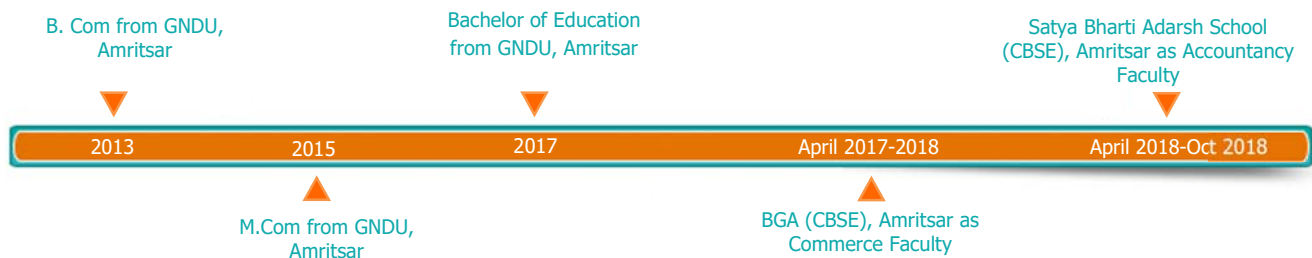 B. Com from GNDU,
Amritsar
Bachelor of Education
from GNDU, Amritsar
Satya Bharti Adarsh School
(CBSE), Amritsar as Accountancy
Faculty
2013
2015
2017
April 2017-2018
April 2018-Oct 2018
M.Com from GNDU,
Amritsar
BGA (CBSE), Amritsar as
Commerce Faculty